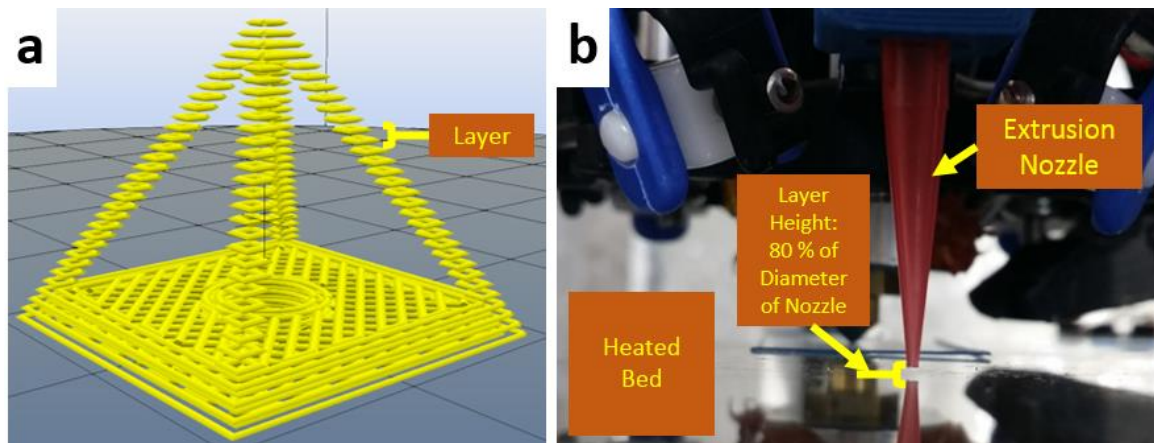 a
Layer
b
Extrusion
Nozzle
Layer
Height:
80 % of
Diameter
of Nozzle
Heated
Bed